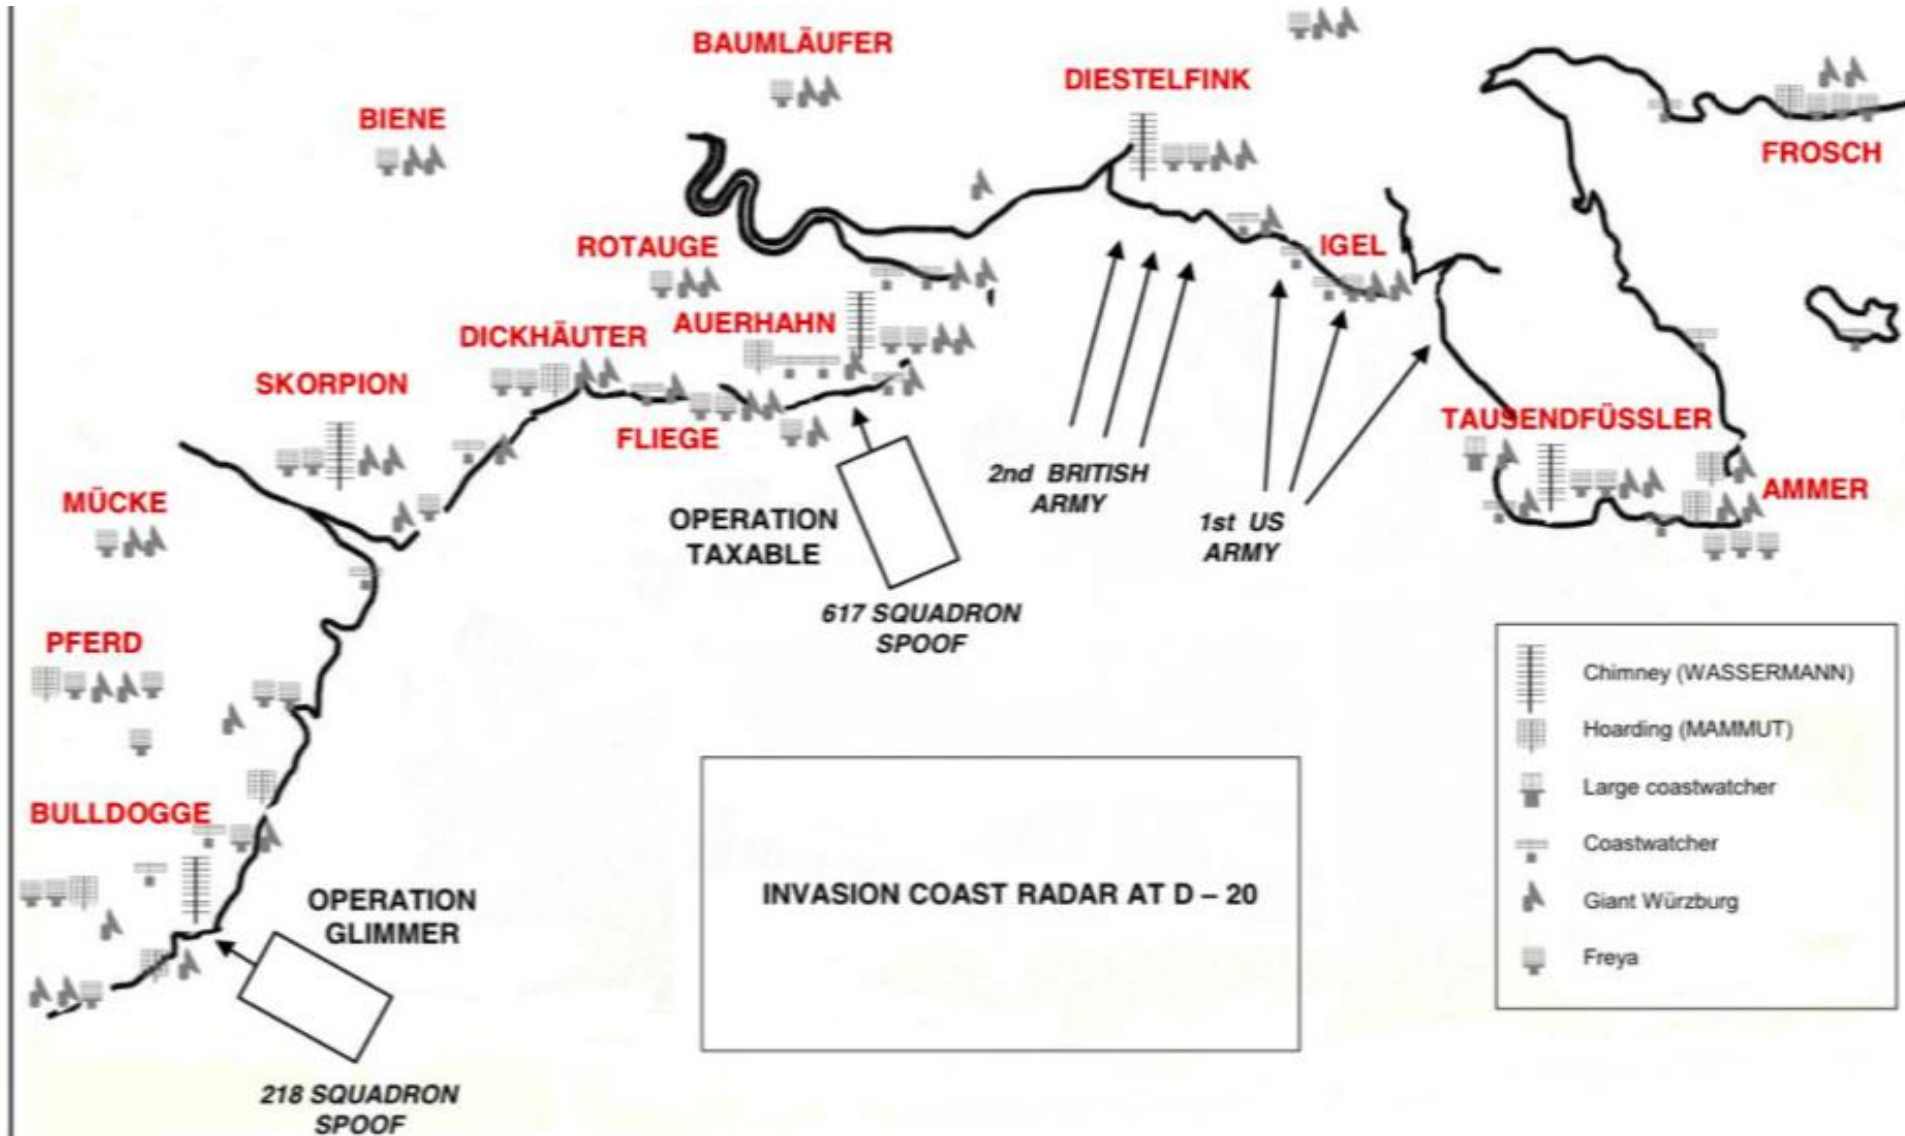 BAUMLÄUFER
DIESTELFINK
BIENE
FROSCH
ROTAUGE
IGEL
AUERHAHN
DICKHÄUTER
SKORPION
FLIEGE
TAUSENDFÜSSLER
MÜCKE
AMMER
2nd BRITISH
ARMY
1st US
ARMY
OPERATION
TAXABLE
617 SQUADRON
SPOOF
PFERD
BULLDOGGE
OPERATION
GLIMMER
218 SQUADRON
SPOOF
INVASION COAST RADAR AT D – 20
Chimney (WASSERMANN)
Hoarding (MAMMUT)
Large coastwatcher
Coastwatcher
Giant Würzburg
Freya